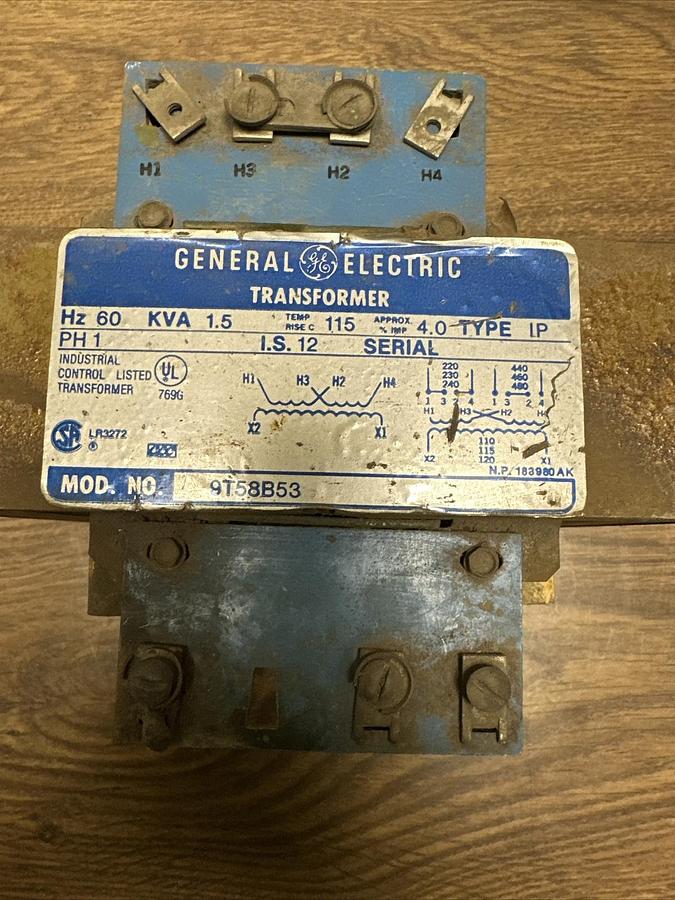 H1 H3 H2 H4
GENERAL GE ELECTRIC
TRANSFORMER
Hz 60 KVA 1.5 TEMP RISE C 115 APPROX. % IMP 4.0 TYPE IP
PH 1 I.S. 12 SERIAL
INDUSTRIAL
CONTROL LISTED
TRANSFORMER
UL
769G
SA LR3272
H1 H3 H2 H4
X2 X1
220 440
230 460
240 480
1 3 2 4 1 3 2 4
H1 H3 H2 H4
110
115
120
X2 X1
N.P. 183980AK
MOD. NO. 9T58B53